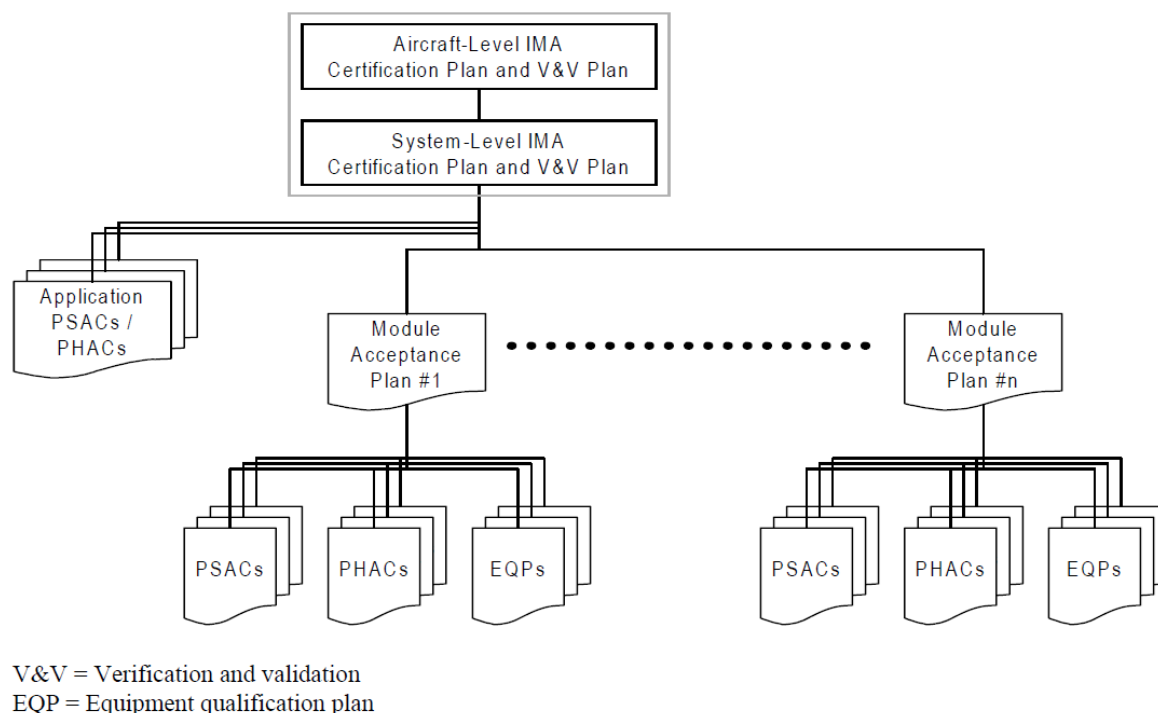 Aircraft-Level IMA
Certification Plan and V&V Plan
System-Level IMA
Certification Plan and V&V Plan
Application
PSACs /
PHACs
Module
Acceptance
Plan #1
Module
Acceptance
Plan #n
PSACs
PHACs
EQPs
PSACs
PHACs
EQPs
V&V = Verification and validation
EQP = Equipment qualification plan